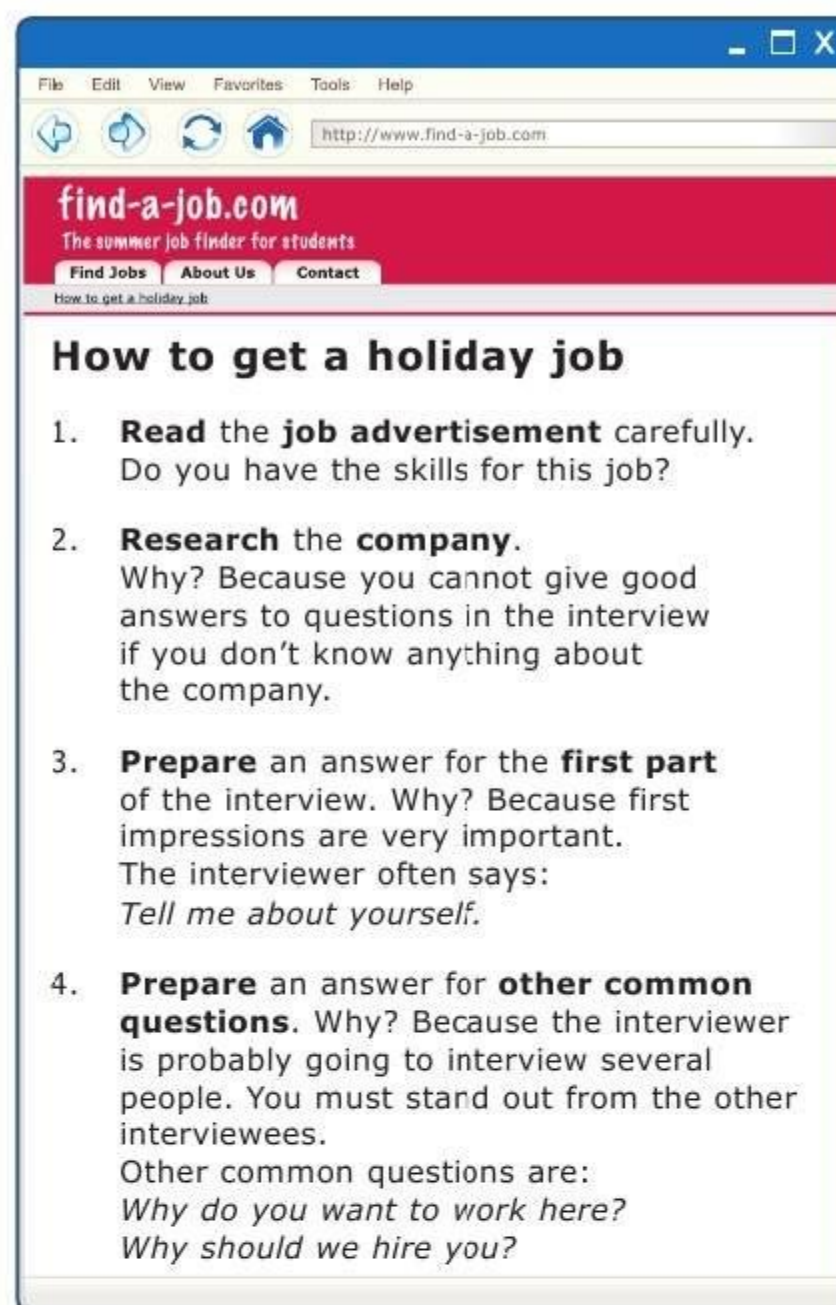 File Edit View Favorites Tools Help
http://www.find-a-job.com
find-a-job.com
The summer job finder for students
Find Jobs About Us Contact
How to get a holiday job
How to get a holiday job
1. Read the job advertisement carefully.
Do you have the skills for this job?
2. Research the company.
Why? Because you cannot give good
answers to questions in the interview
if you don't know anything about
the company.
3. Prepare an answer for the first part
of the interview. Why? Because first
impressions are very important.
The interviewer often says:
Tell me about yourself.
4. Prepare an answer for other common
questions. Why? Because the interviewer
is probably going to interview several
people. You must stand out from the other
interviewees.
Other common questions are:
Why do you want to work here?
Why should we hire you?